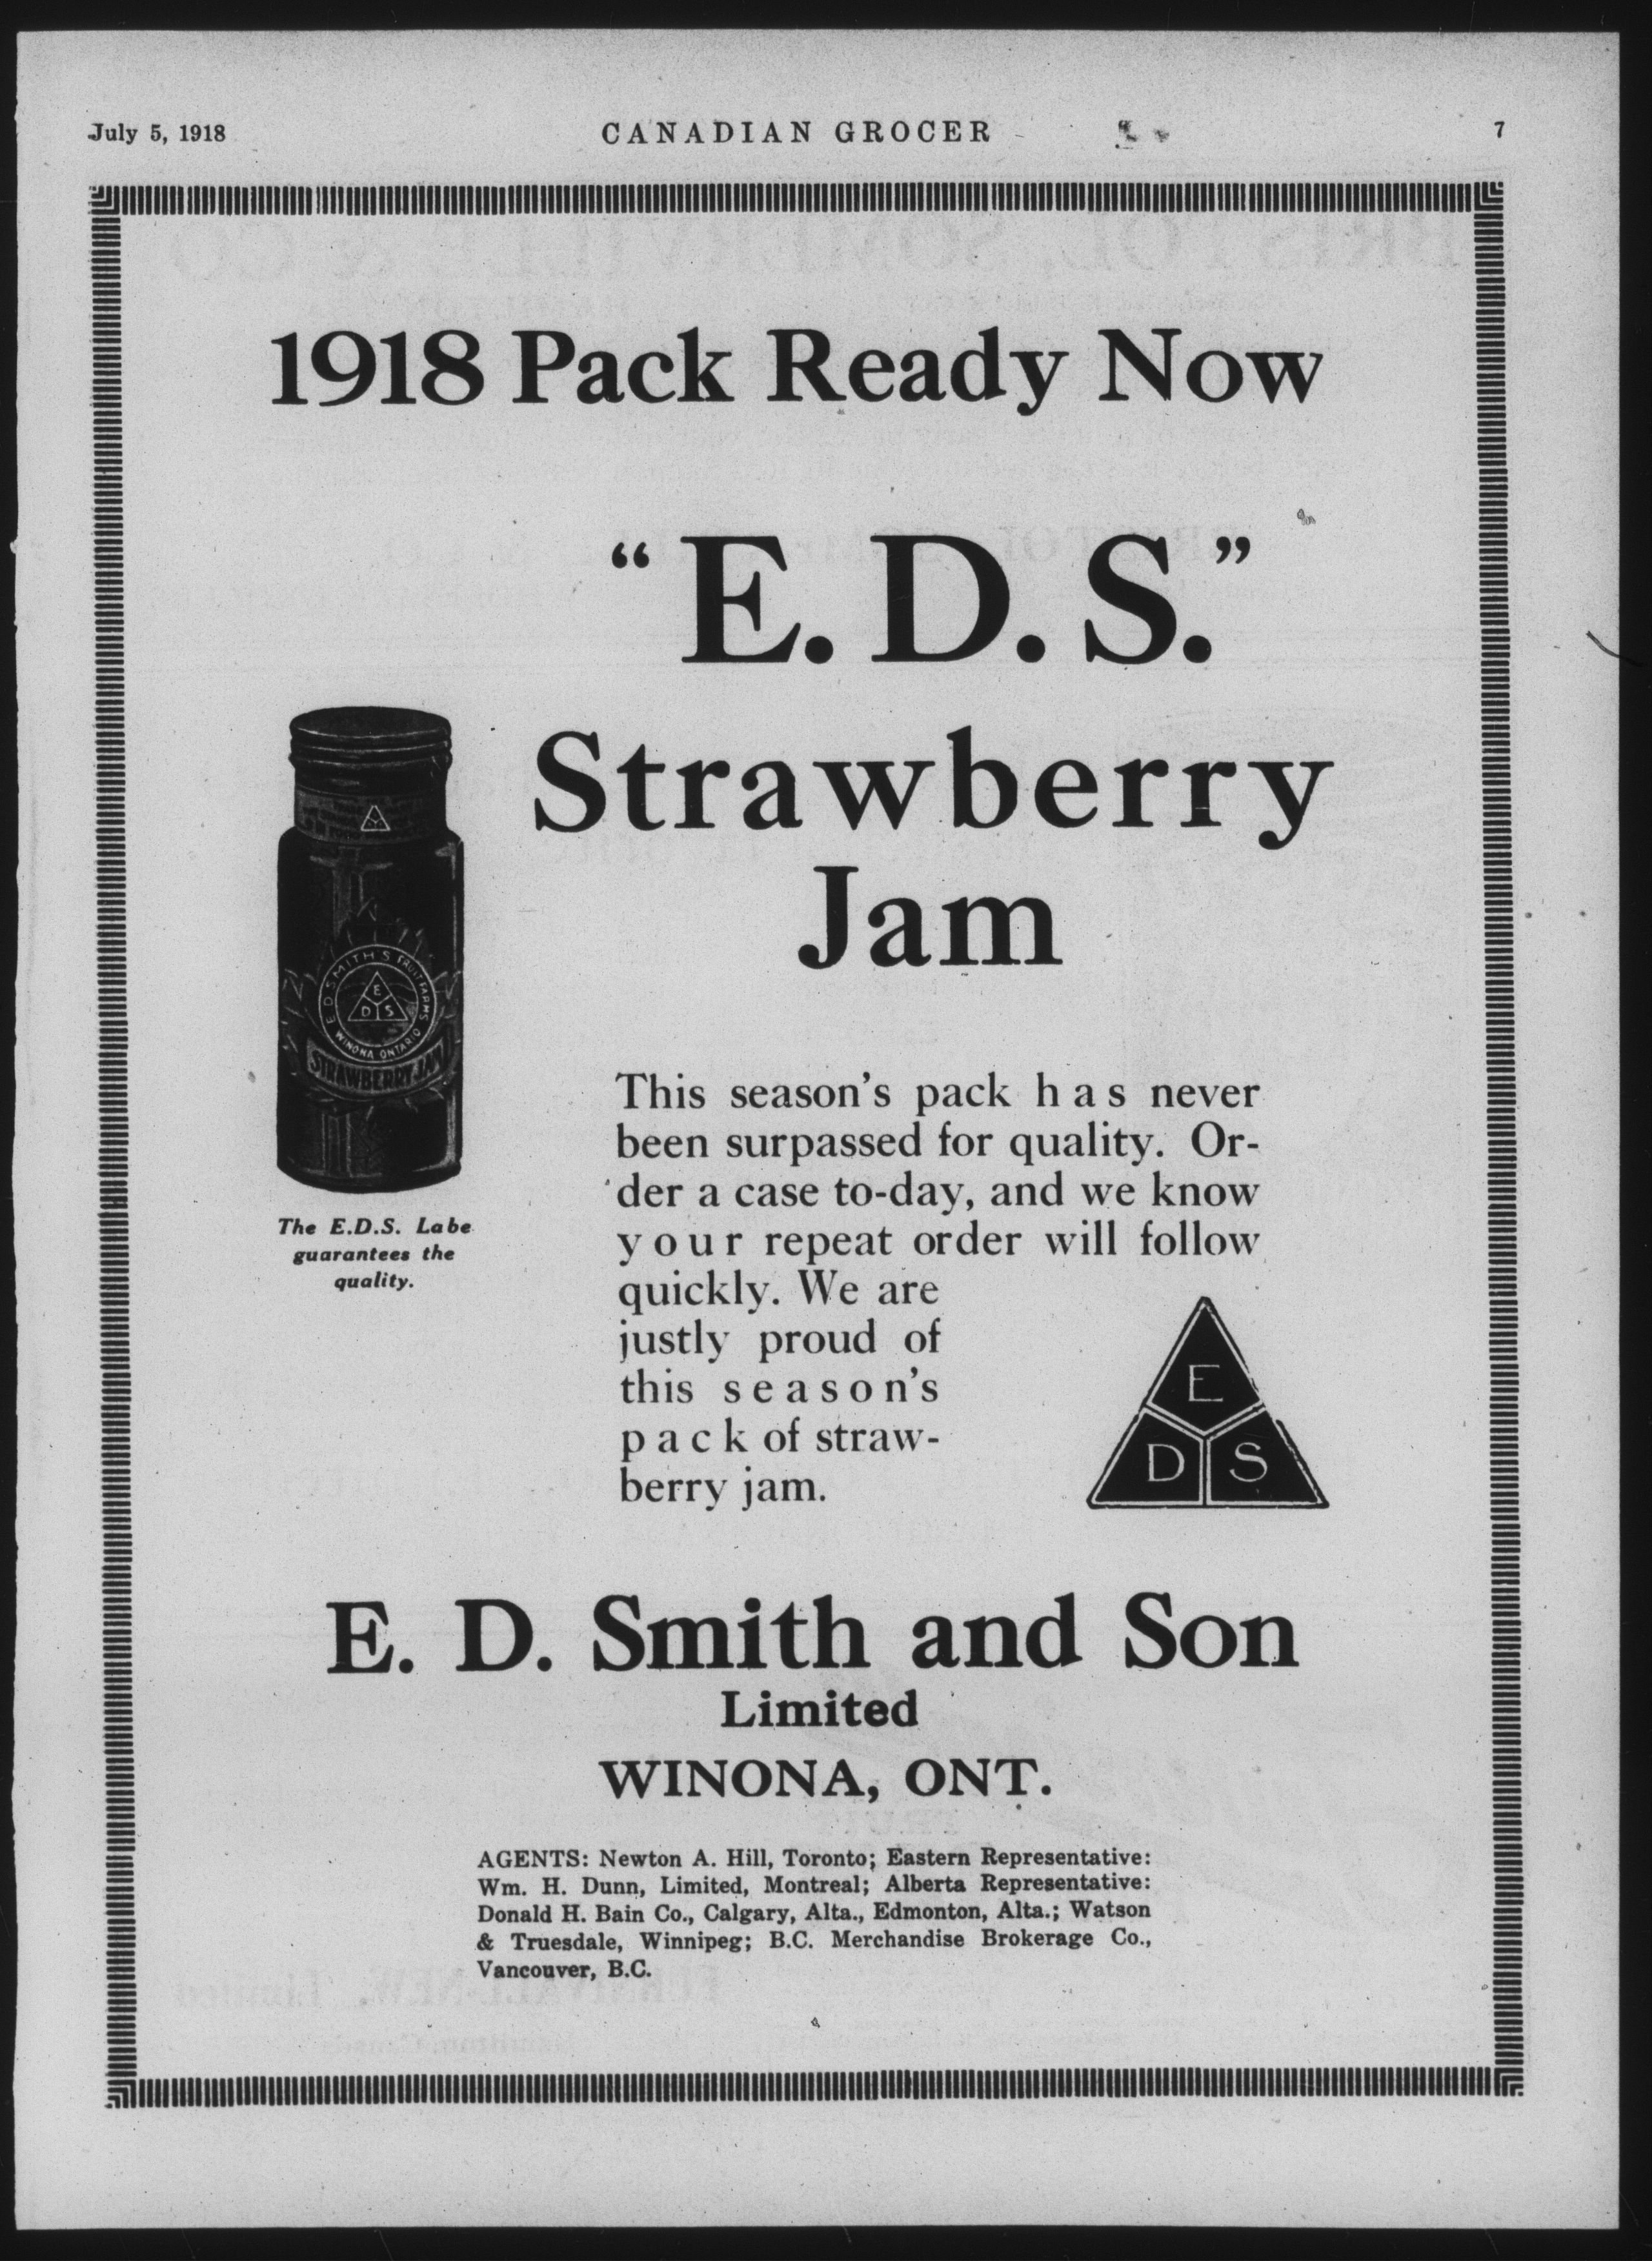 July 5, 1918 CANADIAN GROCER 7
1918 Pack Ready Now
"E. D. S."
Strawberry
Jam
E D SMITH'S FRUIT FARMS
E
D S
WINONA ONTARIO
STRAWBERRY JAM
The E.D.S. Labe
guarantees the
quality.
This season's pack has never
been surpassed for quality. Or-
der a case to-day, and we know
your repeat order will follow
quickly. We are
justly proud of
this season's
pack of straw-
berry jam.
E
D S
E. D. Smith and Son
Limited
WINONA, ONT.
AGENTS: Newton A. Hill, Toronto; Eastern Representative:
Wm. H. Dunn, Limited, Montreal; Alberta Representative:
Donald H. Bain Co., Calgary, Alta., Edmonton, Alta.; Watson
& Truesdale, Winnipeg; B.C. Merchandise Brokerage Co.,
Vancouver, B.C.